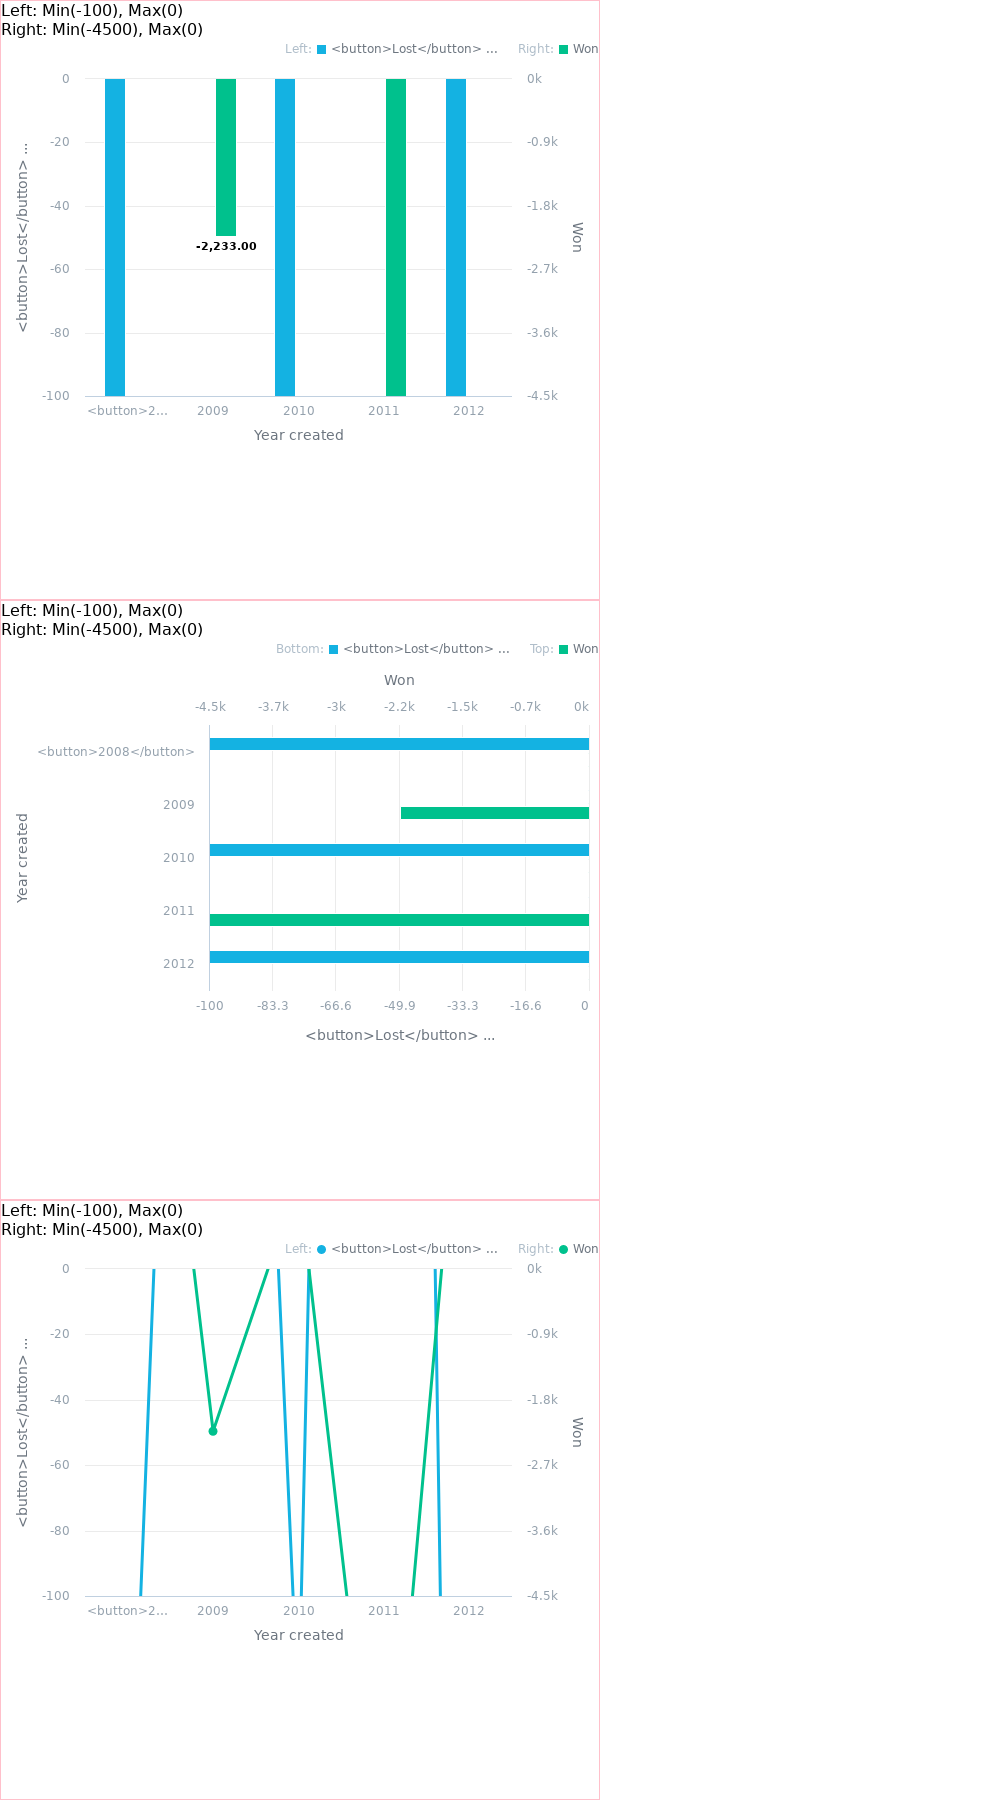 Left: Min(-100), Max(0)
Right: Min(-4500), Max(0)
Left: <button>Lost</button> ... Right: Won
0 0k
-20 -0.9k
-40 -1.8k
-60 -2.7k
-80 -3.6k
-100 -4.5k
-2,233.00
<button>Lost</button> ...
Won
<button>2... 2009 2010 2011 2012
Year created
Left: Min(-100), Max(0)
Right: Min(-4500), Max(0)
Bottom: <button>Lost</button> ... Top: Won
Won
-4.5k -3.7k -3k -2.2k -1.5k -0.7k 0k
<button>2008</button>
2009
2010
2011
2012
Year created
-100 -83.3 -66.6 -49.9 -33.3 -16.6 0
<button>Lost</button> ...
Left: Min(-100), Max(0)
Right: Min(-4500), Max(0)
Left: <button>Lost</button> ... Right: Won
0 0k
-20 -0.9k
-40 -1.8k
-60 -2.7k
-80 -3.6k
-100 -4.5k
<button>Lost</button> ...
Won
<button>2... 2009 2010 2011 2012
Year created